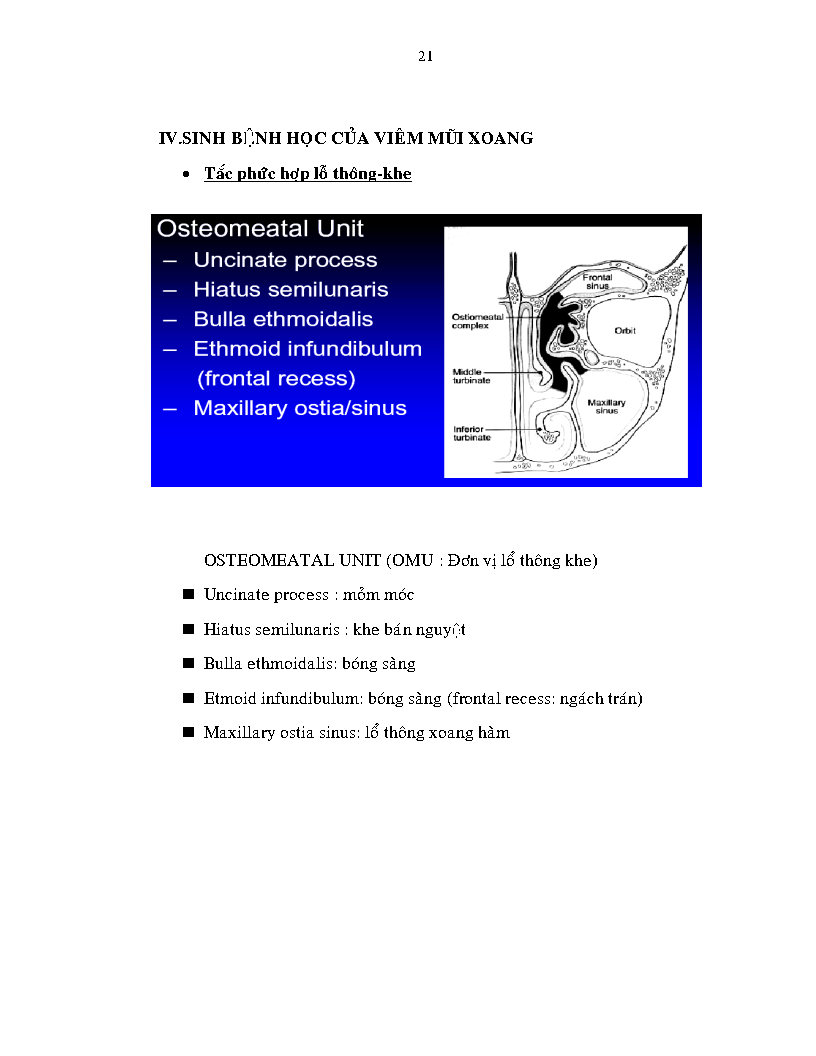 21
IV.SINH BỆNH HỌC CỦA VIÊM MŨI XOANG
• Tắc phức hợp lỗ thông-khe
Osteomeatal Unit
– Uncinate process
– Hiatus semilunaris
– Bulla ethmoidalis
– Ethmoid infundibulum
(frontal recess)
– Maxillary ostia/sinus
Frontal
sinus
Ostiomeatal
complex
Orbit
Middle
turbinate
Maxillary
sinus
Inferior
turbinate
OSTEOMEATAL UNIT (OMU : Đơn vị lổ thông khe)
■ Uncinate process : mỏm móc
■ Hiatus semilunaris : khe bán nguyệt
■ Bulla ethmoidalis: bóng sàng
■ Etmoid infundibulum: bóng sàng (frontal recess: ngách trán)
■ Maxillary ostia sinus: lổ thông xoang hàm